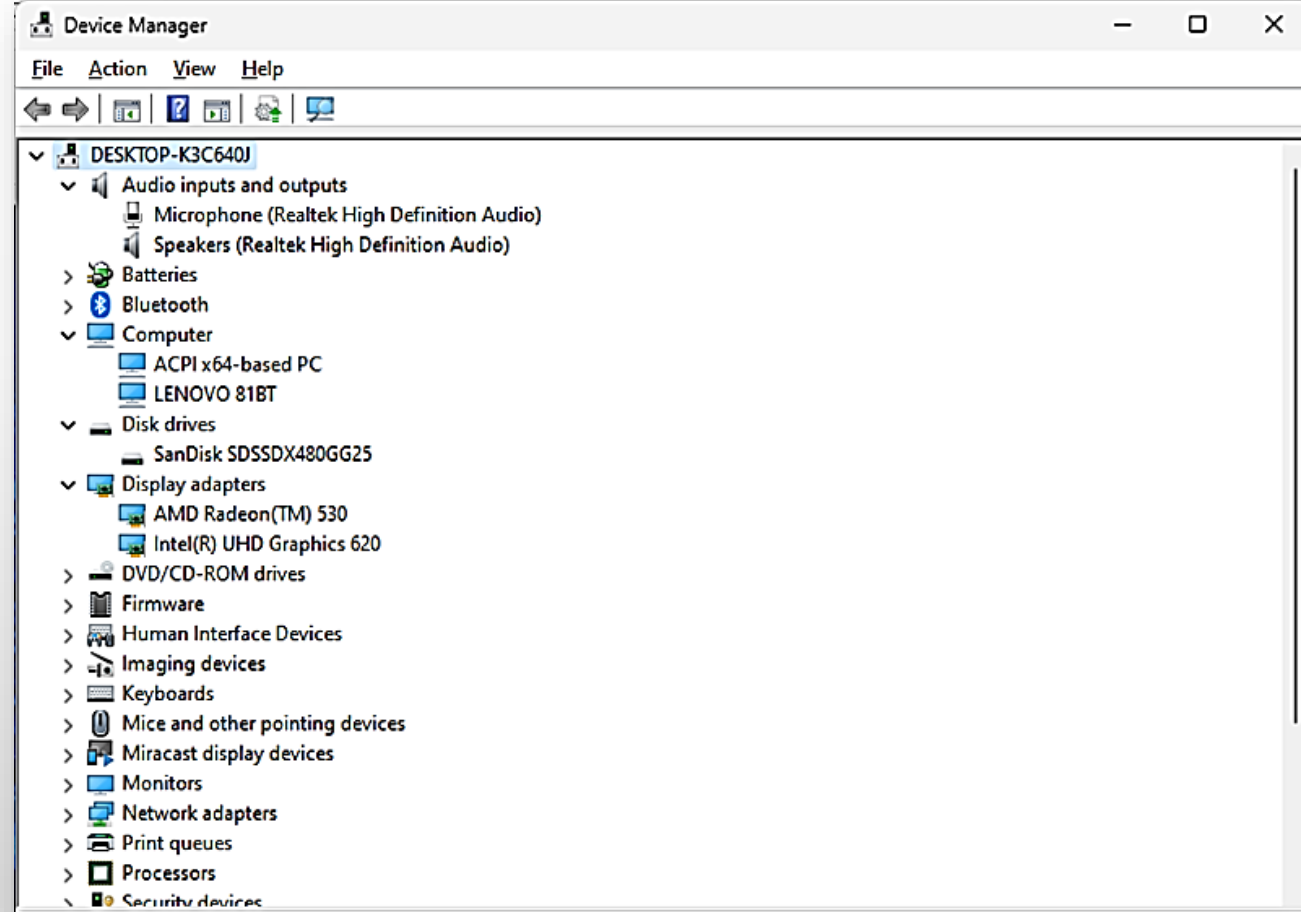 Device Manager
File Action View Help
DESKTOP-K3C640J
Audio inputs and outputs
Microphone (Realtek High Definition Audio)
Speakers (Realtek High Definition Audio)
Batteries
Bluetooth
Computer
ACPI x64-based PC
LENOVO 81BT
Disk drives
SanDisk SDSSDX480GG25
Display adapters
AMD Radeon(TM) 530
Intel(R) UHD Graphics 620
DVD/CD-ROM drives
Firmware
Human Interface Devices
Imaging devices
Keyboards
Mice and other pointing devices
Miracast display devices
Monitors
Network adapters
Print queues
Processors
Security devices